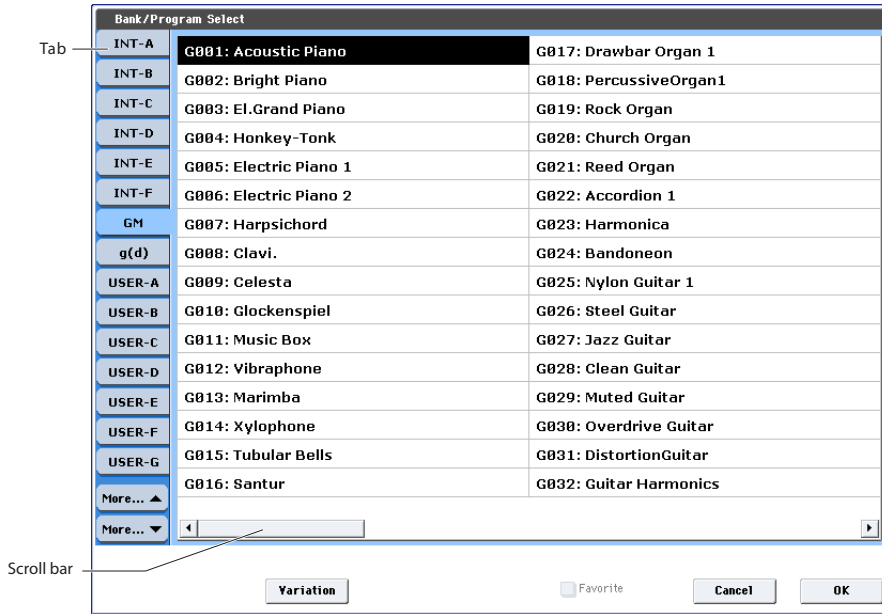 Bank/Program Select
Tab
INT-A
INT-B
INT-C
INT-D
INT-E
INT-F
GM
g(d)
USER-A
USER-B
USER-C
USER-D
USER-E
USER-F
USER-G
More... ▲
More... ▼
G001: Acoustic Piano
G002: Bright Piano
G003: El.Grand Piano
G004: Honkey-Tonk
G005: Electric Piano 1
G006: Electric Piano 2
G007: Harpsichord
G008: Clavi.
G009: Celesta
G010: Glockenspiel
G011: Music Box
G012: Vibraphone
G013: Marimba
G014: Xylophone
G015: Tubular Bells
G016: Santur
G017: Drawbar Organ 1
G018: PercussiveOrgan1
G019: Rock Organ
G020: Church Organ
G021: Reed Organ
G022: Accordion 1
G023: Harmonica
G024: Bandoneon
G025: Nylon Guitar 1
G026: Steel Guitar
G027: Jazz Guitar
G028: Clean Guitar
G029: Muted Guitar
G030: Overdrive Guitar
G031: DistortionGuitar
G032: Guitar Harmonics
Scroll bar
Variation
Favorite
Cancel
OK